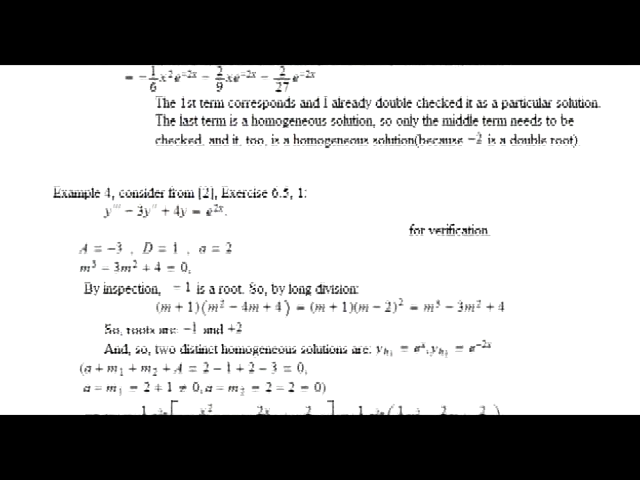 = −1/6 x²e⁻²ˣ − 2/9 xe⁻²ˣ − 2/27 e⁻²ˣ
The 1st term corresponds and I already double checked it as a particular solution.
The last term is a homogeneous solution, so only the middle term needs to be
checked, and it, too, is a homogeneous solution(because −2 is a double root)
Example 4, consider from [2], Exercise 6.5, 1:
y''' − 3y'' + 4y = e²ˣ.
for verification
A = −3 , D = 1 , a = 2
m³ − 3m² + 4 = 0,
By inspection, −1 is a root. So, by long division:
(m + 1)(m² − 4m + 4) = (m + 1)(m − 2)² = m³ − 3m² + 4
So, roots are: −1 and +2
And, so, two distinct homogeneous solutions are: yₕ₁ = eˣ, yₕ₂ = e⁻²ˣ
(a + m₁ + m₂ + A = 2 − 1 + 2 − 3 = 0,
a − m₁ = 2 + 1 ≠ 0, a − m₂ = 2 − 2 = 0)